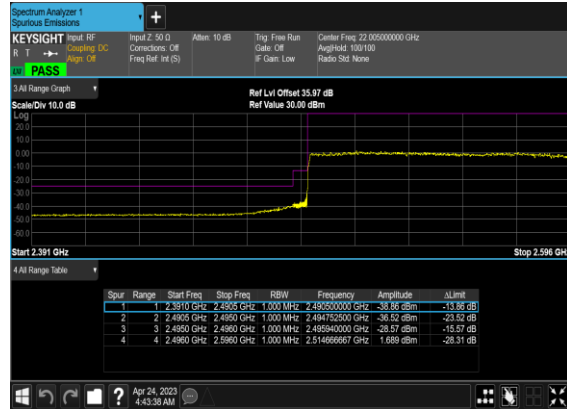 Spectrum Analyzer 1
Spurious Emissions
+
KEYSIGHT Input: RF Input Z: 50 Ω Atten: 10 dB Trig: Free Run Center Freq: 22.005000000 GHz
R T Coupling: DC Corrections: Off Gate: Off Avg|Hold: 100/100
Align: Off Freq Ref: Int (S) IF Gain: Low Radio Std: None
PASS
3 All Range Graph
Ref Lvl Offset 35.97 dB
Scale/Div 10.0 dB Ref Value 30.00 dBm
Log
20.0
10.0
0.00
-10.0
-20.0
-30.0
-40.0
-50.0
-60.0
Start 2.391 GHz Stop 2.596 GH
4 All Range Table
Spur Range Start Freq Stop Freq RBW Frequency Amplitude ΔLimit
1 1 2.3910 GHz 2.4905 GHz 1.000 MHz 2.490500000 GHz -38.86 dBm -13.86 dB
2 2 2.4905 GHz 2.4950 GHz 1.000 MHz 2.494752500 GHz -36.52 dBm -23.52 dB
3 3 2.4950 GHz 2.4960 GHz 1.000 MHz 2.495940000 GHz -28.57 dBm -15.57 dB
4 4 2.4960 GHz 2.5960 GHz 1.000 MHz 2.514666667 GHz 1.689 dBm -28.31 dB
? Apr 24, 2023
4:43:38 AM